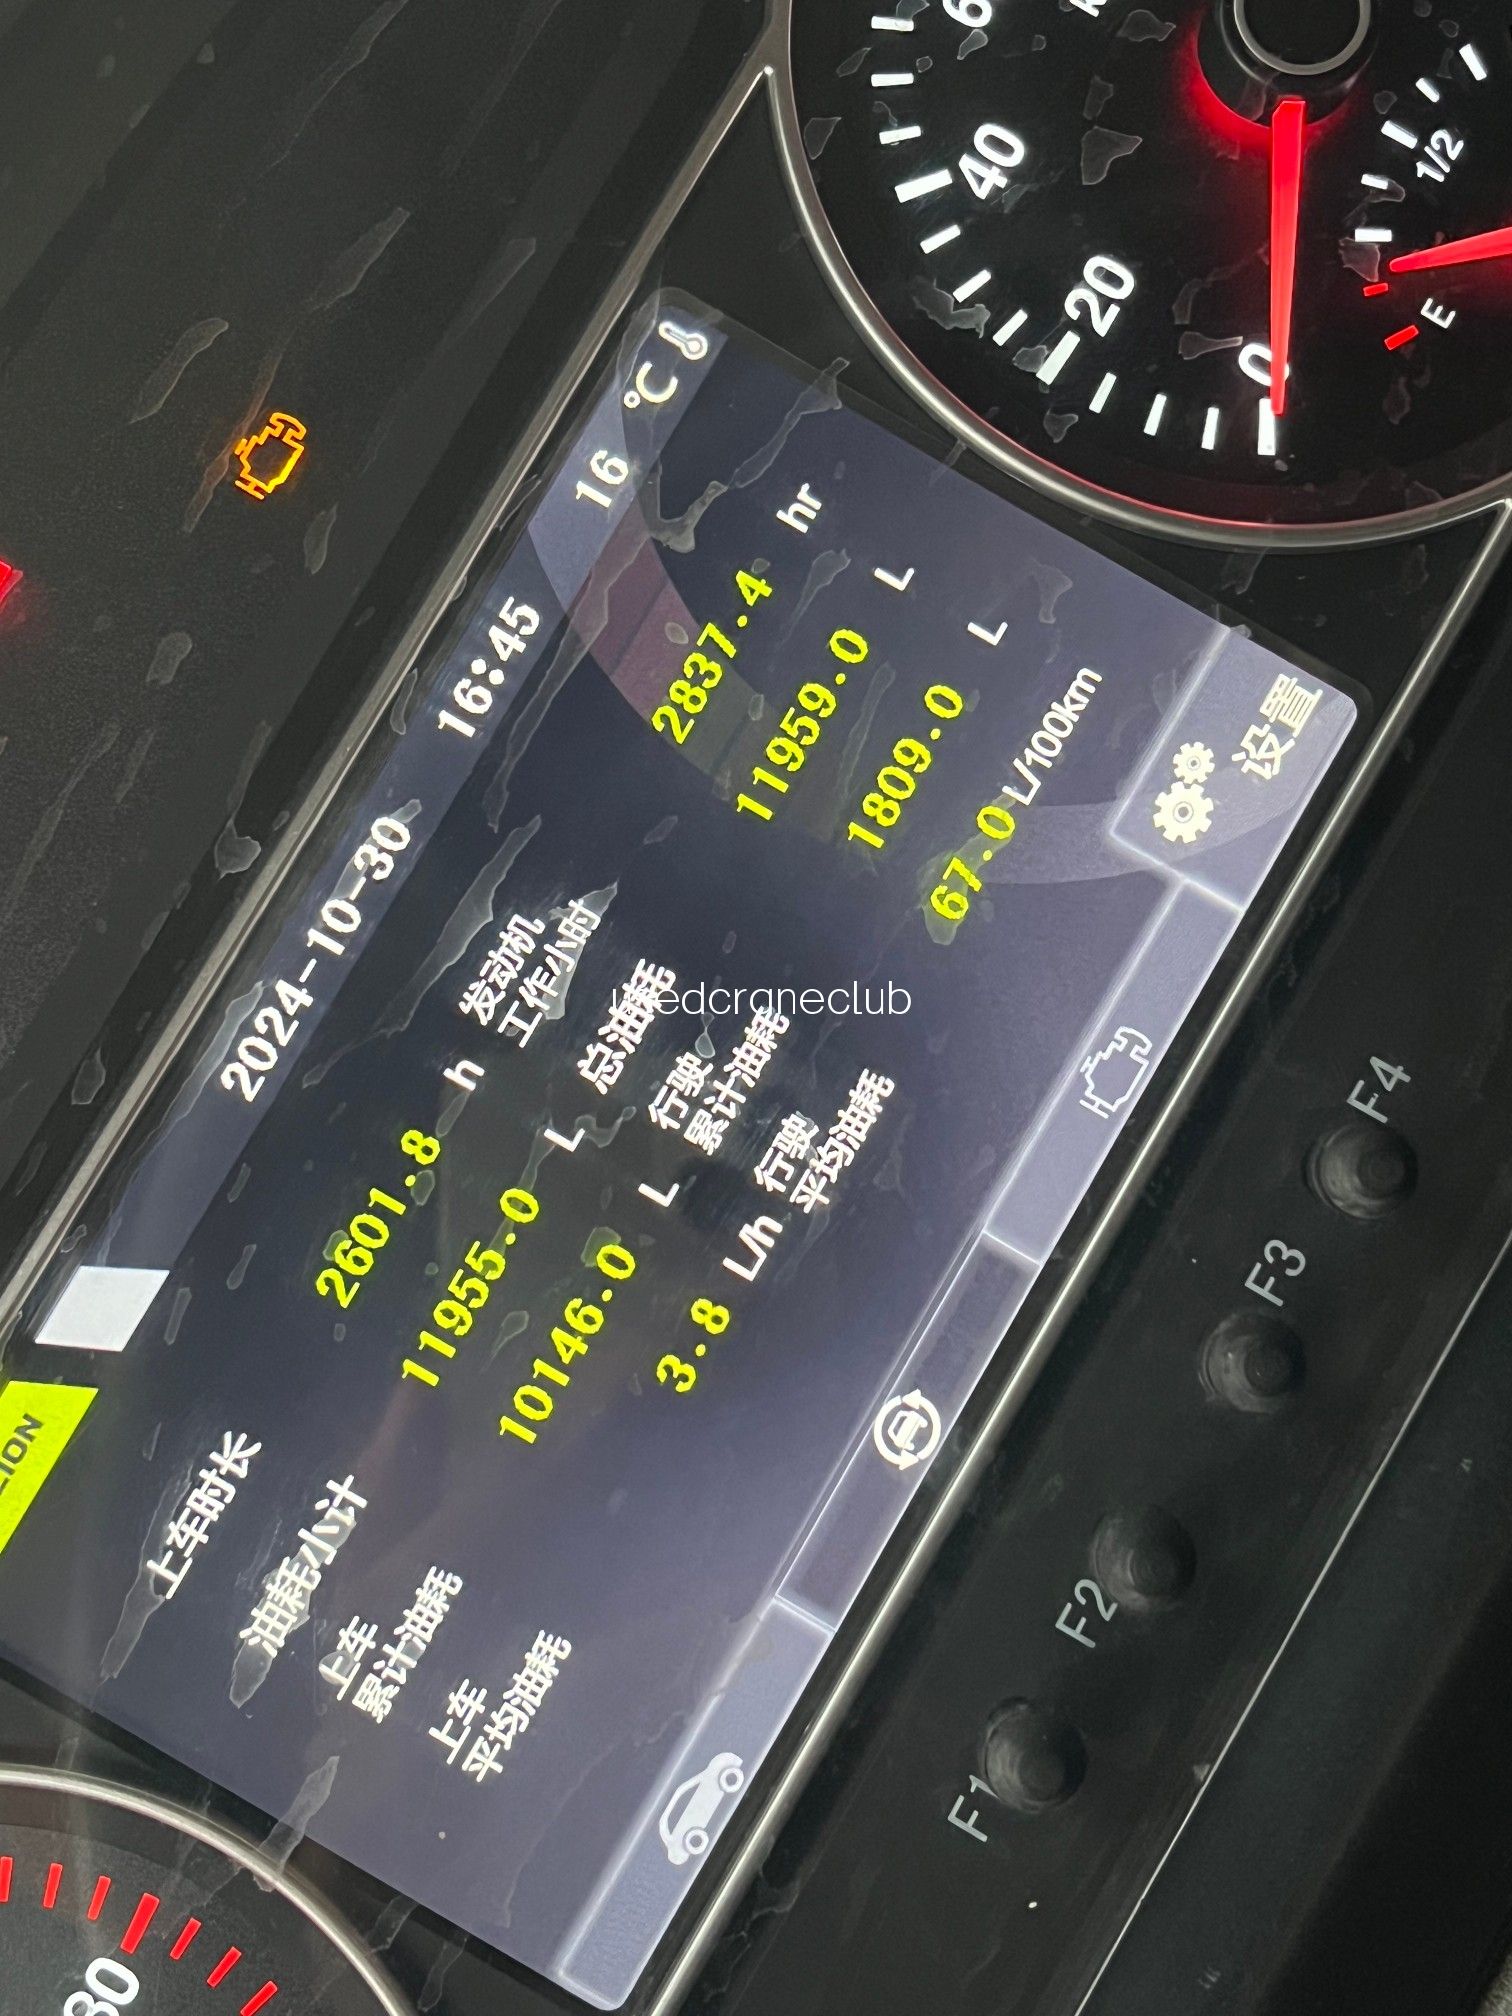 2024-10-30
16:45
16 ℃
上车时长
2601.8 h
发动机
工作小时
2837.4 hr
油耗小计
11955.0 L
总油耗
11959.0 L
上车
累计油耗
10146.0 L
行驶
累计油耗
1809.0 L
上车
平均油耗
3.8 L/h
行驶
平均油耗
67.0 L/100km
设置
F1
F2
F3
F4
0
20
40
1/2
E
usedcraneclub